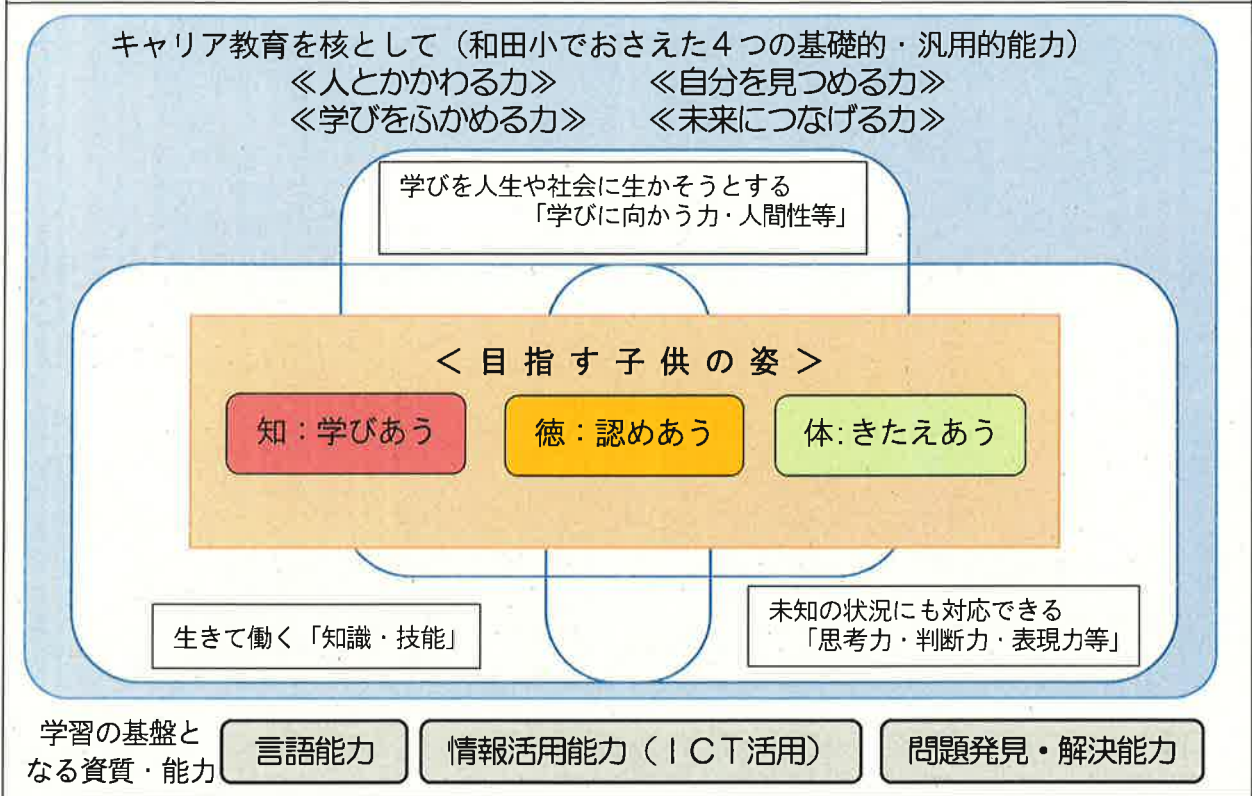 キャリア教育を核として（和田小でおさえた４つの基礎的・汎用的能力）
≪人とかかわる力≫　≪自分を見つめる力≫
≪学びをふかめる力≫　≪未来につなげる力≫
学びを人生や社会に生かそうとする
「学びに向かう力・人間性等」
＜目指す子供の姿＞
知：学びあう
徳：認めあう
体：きたえあう
生きて働く「知識・技能」
未知の状況にも対応できる
「思考力・判断力・表現力等」
学習の基盤と
なる資質・能力
言語能力
情報活用能力（ＩＣＴ活用）
問題発見・解決能力